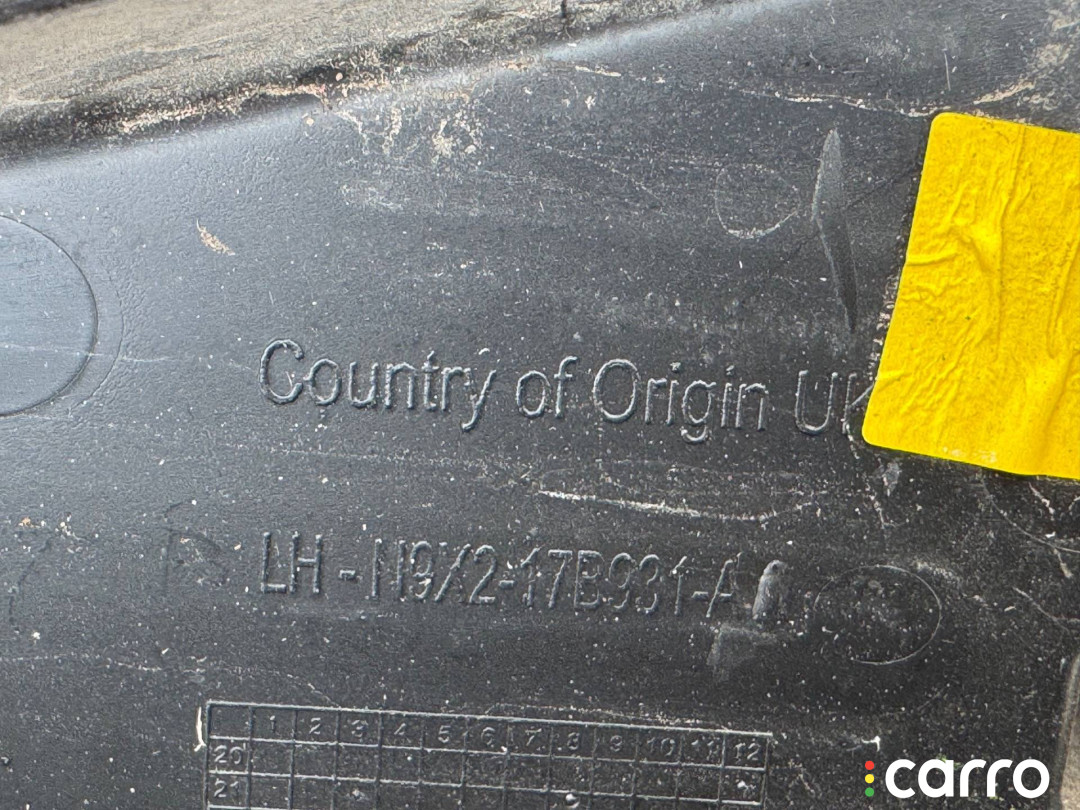 Country of Origin UK
LH - N9X2-17B931-A
1 2 3 4 5 6 7 8 9 10 11 12
20
21
carro